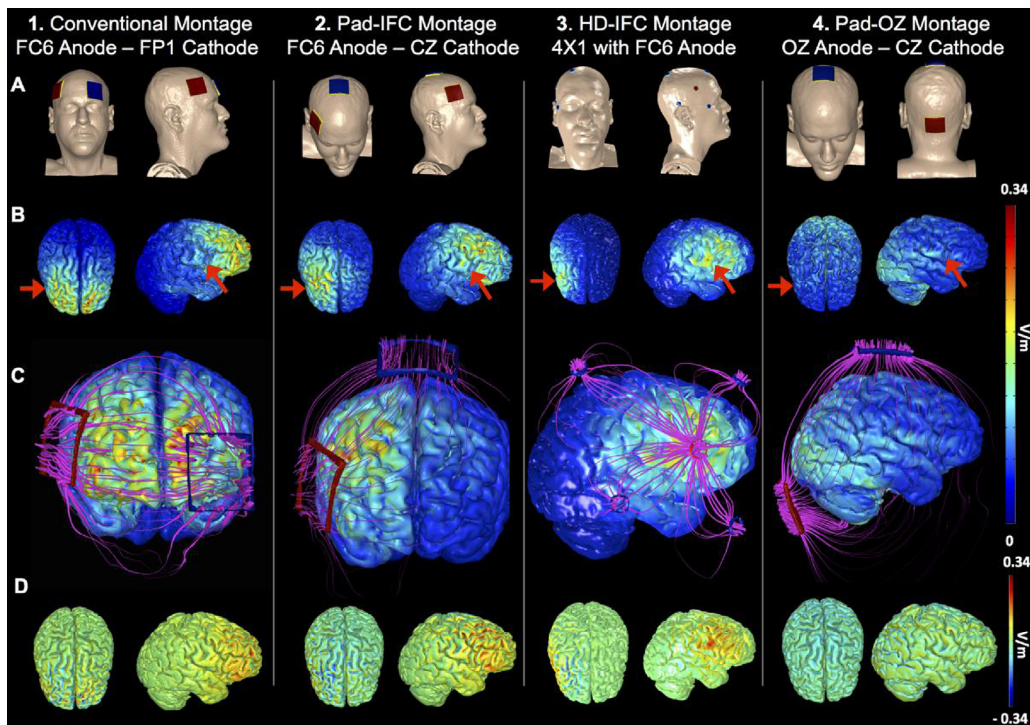 1. Conventional Montage
FC6 Anode – FP1 Cathode
2. Pad-IFC Montage
FC6 Anode – CZ Cathode
3. HD-IFC Montage
4X1 with FC6 Anode
4. Pad-OZ Montage
OZ Anode – CZ Cathode
A
B
0.34
V/m
0
C
D
0.34
V/m
- 0.34